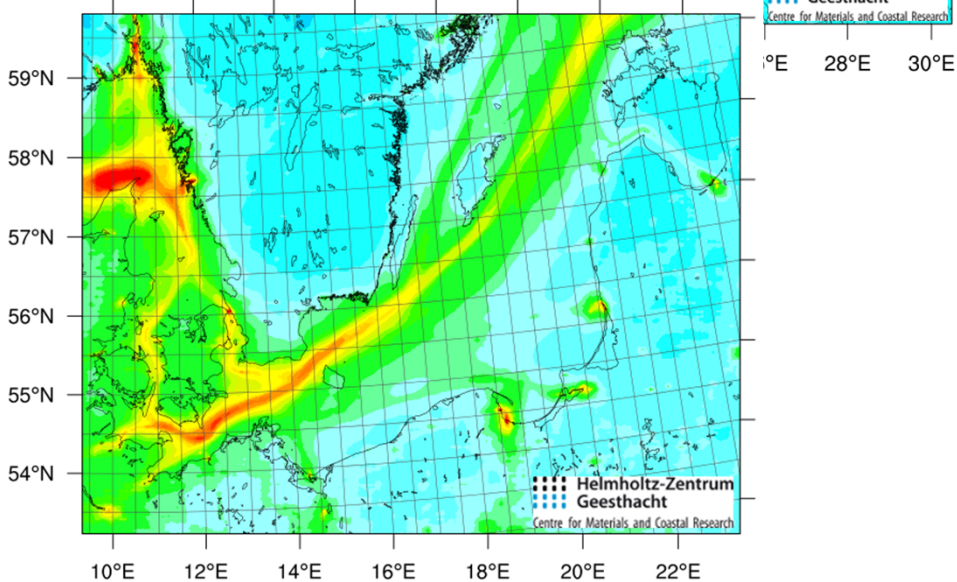 Geesthacht
Centre for Materials and Coastal Research
28°E
30°E
59°N
58°N
57°N
56°N
55°N
54°N
Helmholtz-Zentrum
Geesthacht
Centre for Materials and Coastal Research
10°E
12°E
14°E
16°E
18°E
20°E
22°E